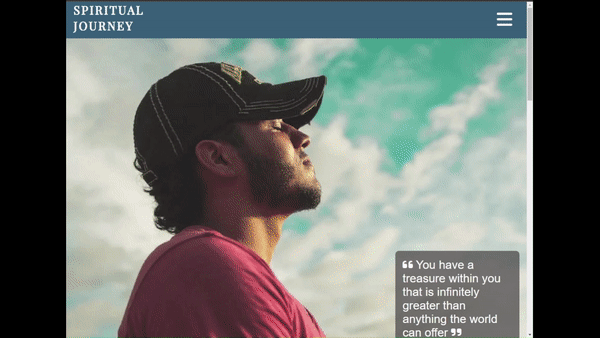 SPIRITUAL
JOURNEY
❝ You have a
treasure within you
that is infinitely
greater than
anything the world
can offer ❞